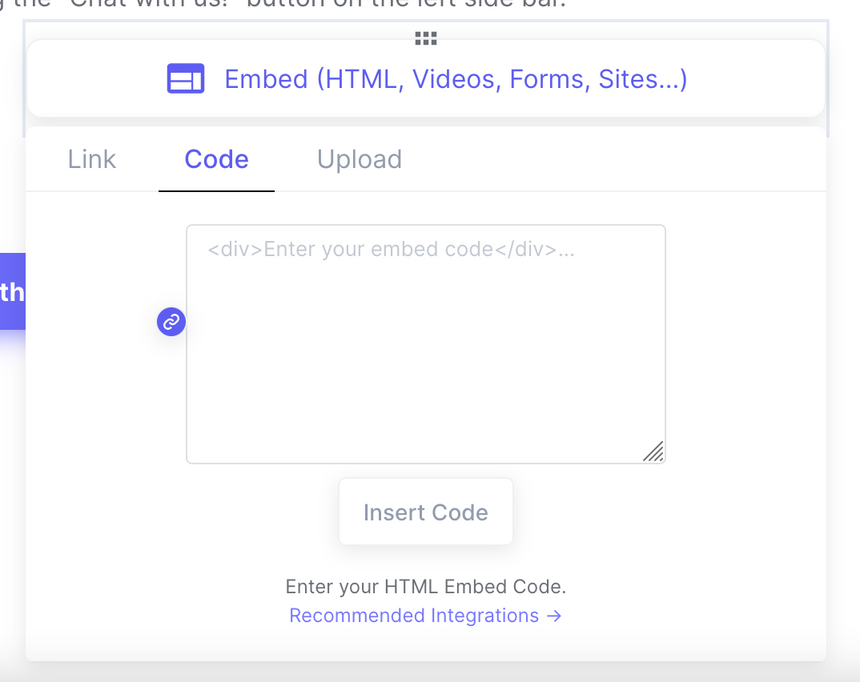 the "Chat with us!" button on the left side bar.
Embed (HTML, Videos, Forms, Sites...)
Link Code Upload
<div>Enter your embed code</div>...
th
Insert Code
Enter your HTML Embed Code.
Recommended Integrations →